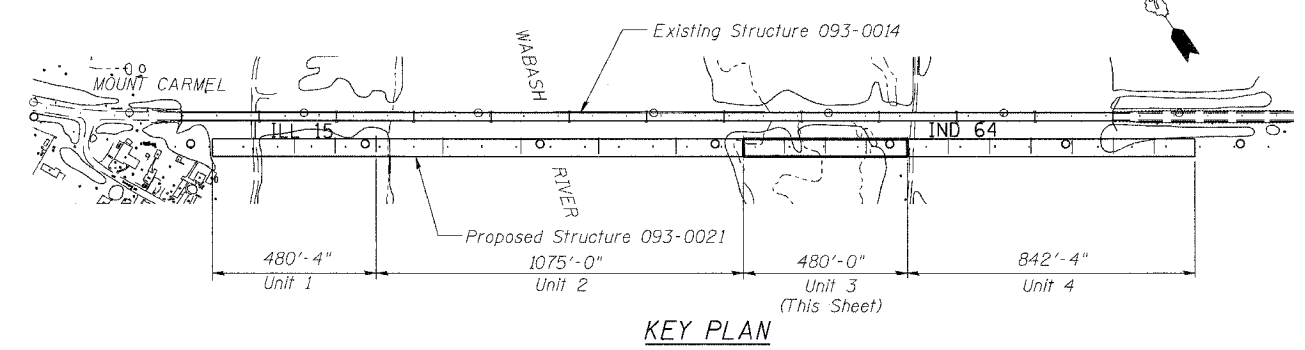 Existing Structure 093-0014
WABASH
MOUNT CARMEL
ILL 15
IND 64
RIVER
Proposed Structure 093-0021
480'-4"
Unit 1
1075'-0"
Unit 2
480'-0"
Unit 3
(This Sheet)
842'-4"
Unit 4
KEY PLAN